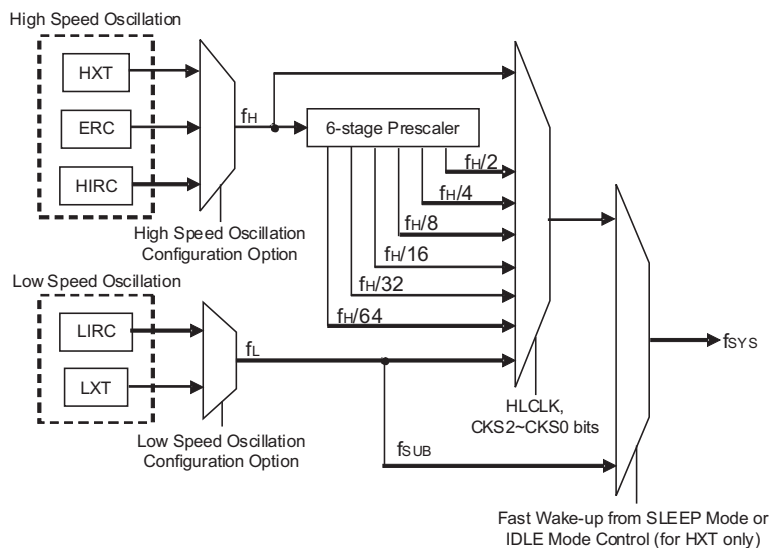 High Speed Oscillation
HXT
ERC
HIRC
fH
6-stage Prescaler
fH/2
fH/4
fH/8
fH/16
fH/32
fH/64
High Speed Oscillation
Configuration Option
Low Speed Oscillation
LIRC
LXT
fL
fSYS
HLCLK,
CKS2~CKS0 bits
Low Speed Oscillation
Configuration Option
fSUB
Fast Wake-up from SLEEP Mode or
IDLE Mode Control (for HXT only)